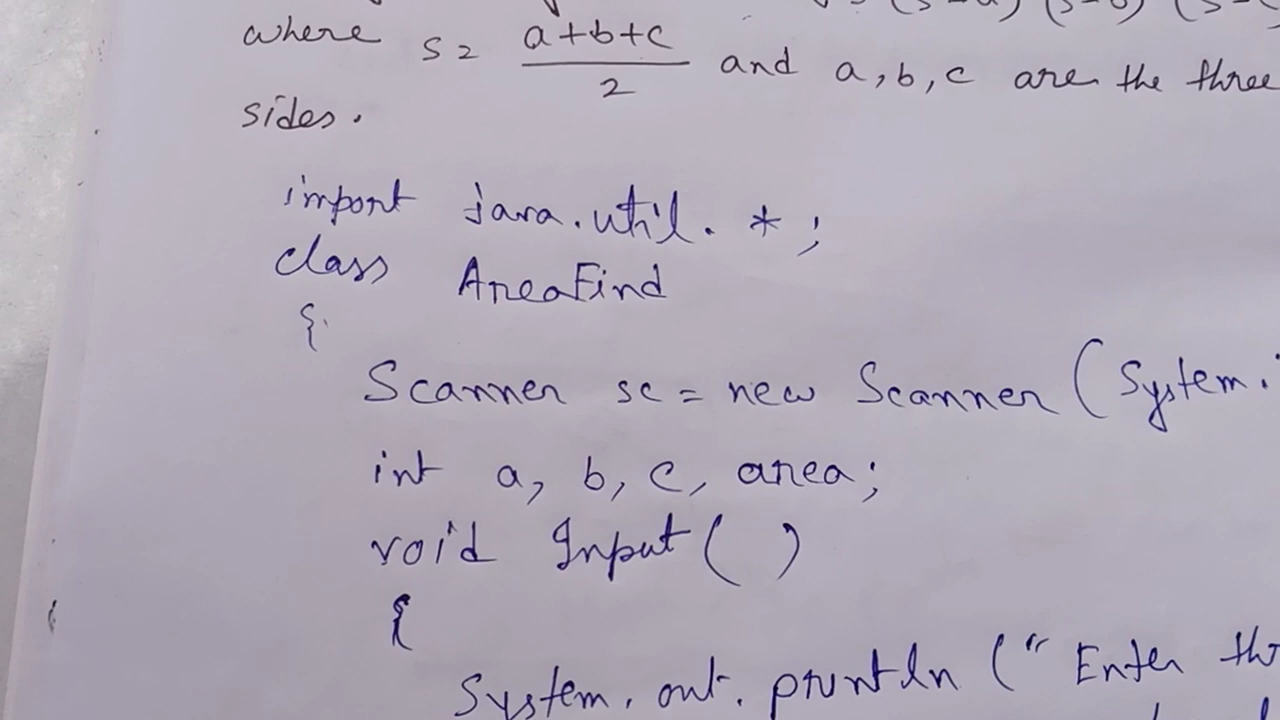 where s = a+b+c / 2 and a, b, c are the three
sides.
import java.util.*;
class AreaFind
{
Scanner sc = new Scanner (System.
int a, b, c, area;
void Input( )
{
System.out.println (" Enter